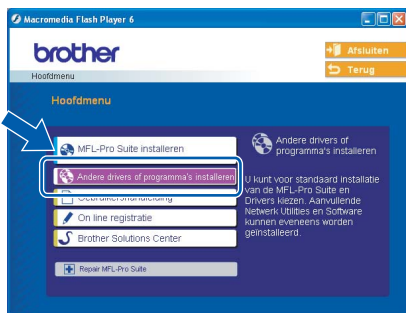 Macromedia Flash Player 6
brother
Afsluiten
Terug
Hoofdmenu
Hoofdmenu
MFL-Pro Suite installeren
Andere drivers of programma's installeren
Gebruikershandleiding
On line registratie
Brother Solutions Center
Repair MFL-Pro Suite
Andere drivers of
programma's installeren
U kunt voor standaard installatie
van de MFL-Pro Suite en
Drivers kiezen. Aanvullende
Netwerk Utilities en Software
kunnen eveneens worden
geïnstalleerd.